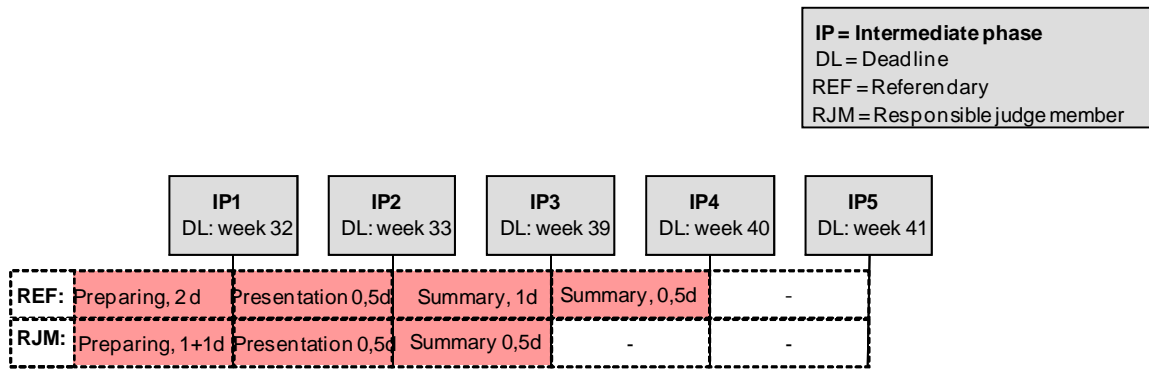 IP = Intermediate phase
DL = Deadline
REF = Referendary
RJM = Responsible judge member
IP1
DL: week 32
IP2
DL: week 33
IP3
DL: week 39
IP4
DL: week 40
IP5
DL: week 41
REF: Preparing, 2 d Presentation 0,5d Summary, 1d Summary, 0,5d -
RJM: Preparing, 1+1d Presentation 0,5d Summary 0,5d - -